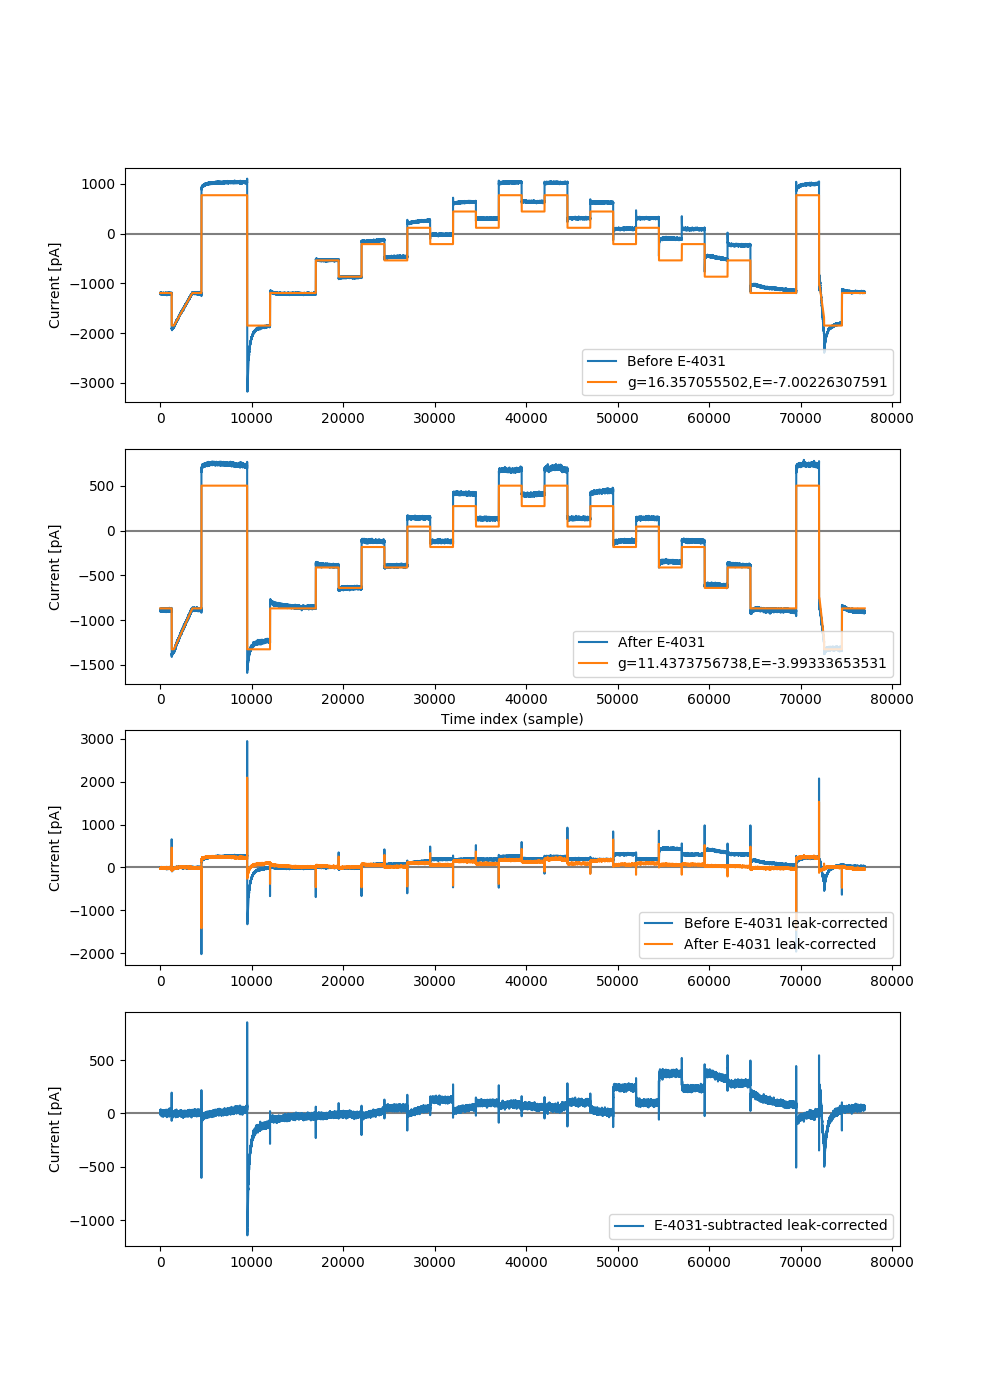 1000
0
−1000
−2000
−3000
Current [pA]
Before E-4031
g=16.357055502,E=-7.00226307591
0 10000 20000 30000 40000 50000 60000 70000 80000
500
0
−500
−1000
−1500
Current [pA]
After E-4031
g=11.4373756738,E=-3.99333653531
0 10000 20000 30000 40000 50000 60000 70000 80000
Time index (sample)
3000
2000
1000
0
−1000
−2000
Current [pA]
Before E-4031 leak-corrected
After E-4031 leak-corrected
0 10000 20000 30000 40000 50000 60000 70000 80000
500
0
−500
−1000
Current [pA]
E-4031-subtracted leak-corrected
0 10000 20000 30000 40000 50000 60000 70000 80000